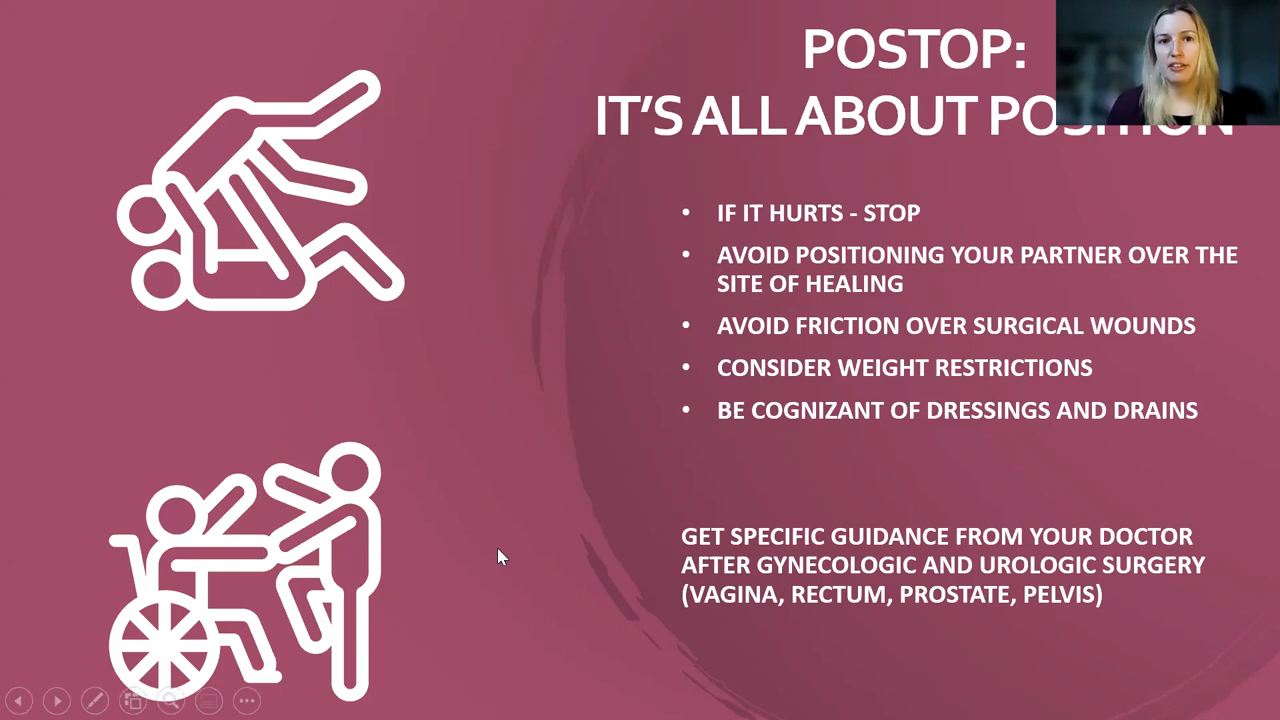 POSTOP:
IT'S ALL ABOUT POSITION
• IF IT HURTS - STOP
• AVOID POSITIONING YOUR PARTNER OVER THE
SITE OF HEALING
• AVOID FRICTION OVER SURGICAL WOUNDS
• CONSIDER WEIGHT RESTRICTIONS
• BE COGNIZANT OF DRESSINGS AND DRAINS
GET SPECIFIC GUIDANCE FROM YOUR DOCTOR
AFTER GYNECOLOGIC AND UROLOGIC SURGERY
(VAGINA, RECTUM, PROSTATE, PELVIS)